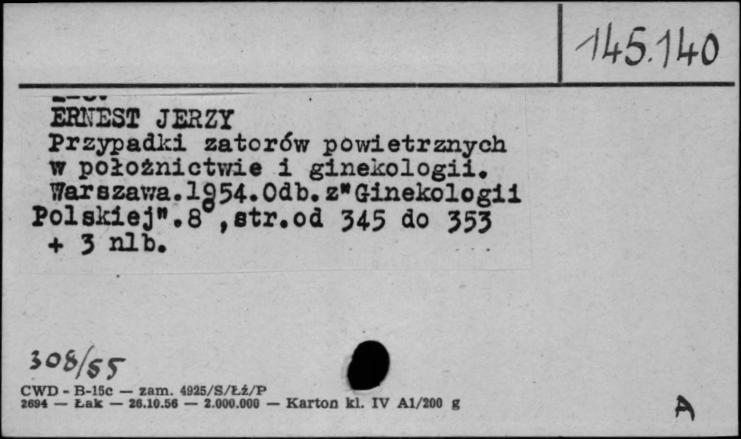 145.140
ERNEST JERZY
Przypadki zatorów powietrznych
w położnictwie i ginekologii.
Warszawa.1954.Odb.z"Ginekologii
Polskiej".8°,str.od 345 do 353
+ 3 nlb.
308/55
CWD - B-15c — zam. 4925/S/Łż/P
2694 — Łak — 26.10.56 — 2.000.000 — Karton kl. IV A1/200 g
A